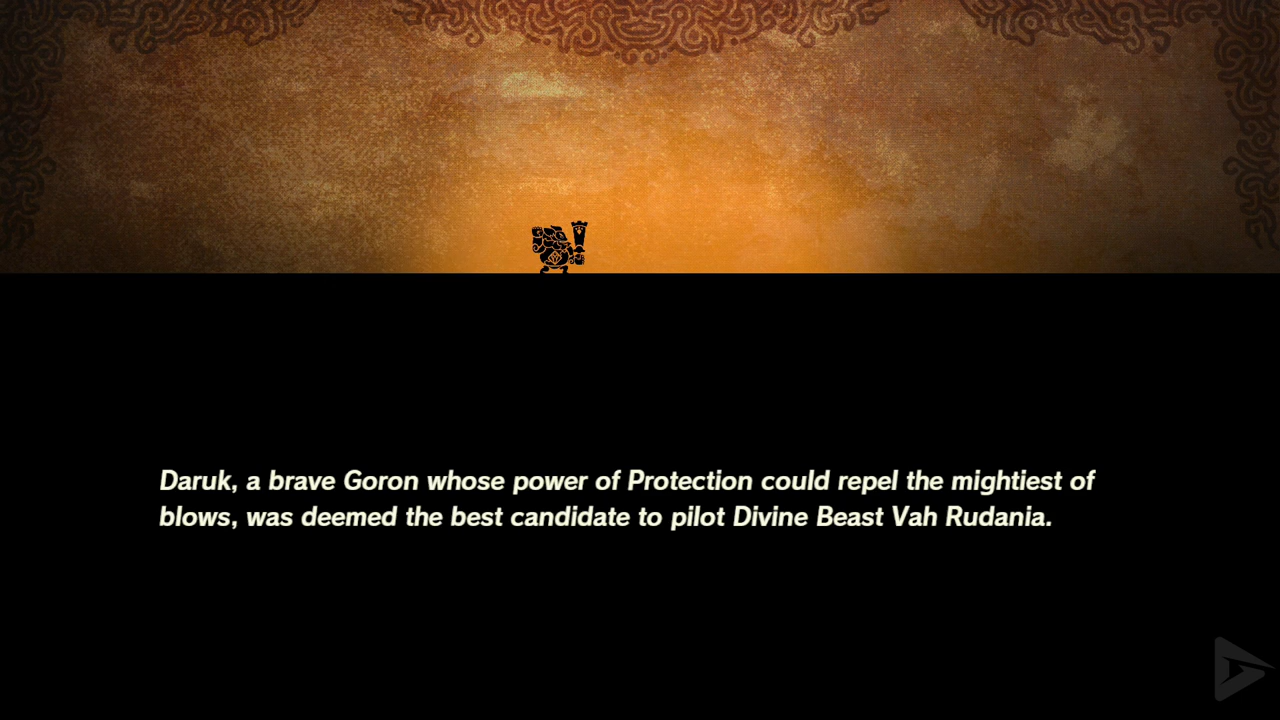 Daruk, a brave Goron whose power of Protection could repel the mightiest of
blows, was deemed the best candidate to pilot Divine Beast Vah Rudania.